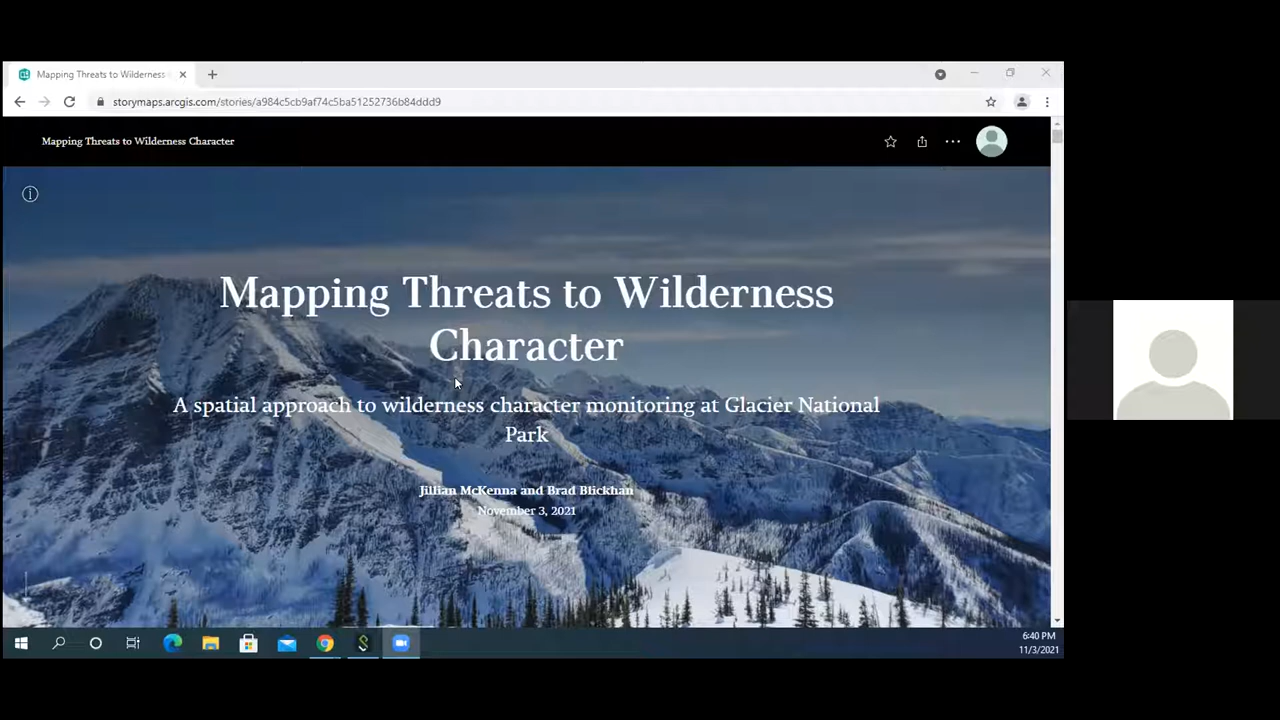 Mapping Threats to Wilderness
storymaps.arcgis.com/stories/a984c5cb9af74c5ba51252736b84ddd9
Mapping Threats to Wilderness Character
Mapping Threats to Wilderness
Character
A spatial approach to wilderness character monitoring at Glacier National
Park
Jillian McKenna and Brad Blickhan
November 3, 2021
6:40 PM
11/3/2021